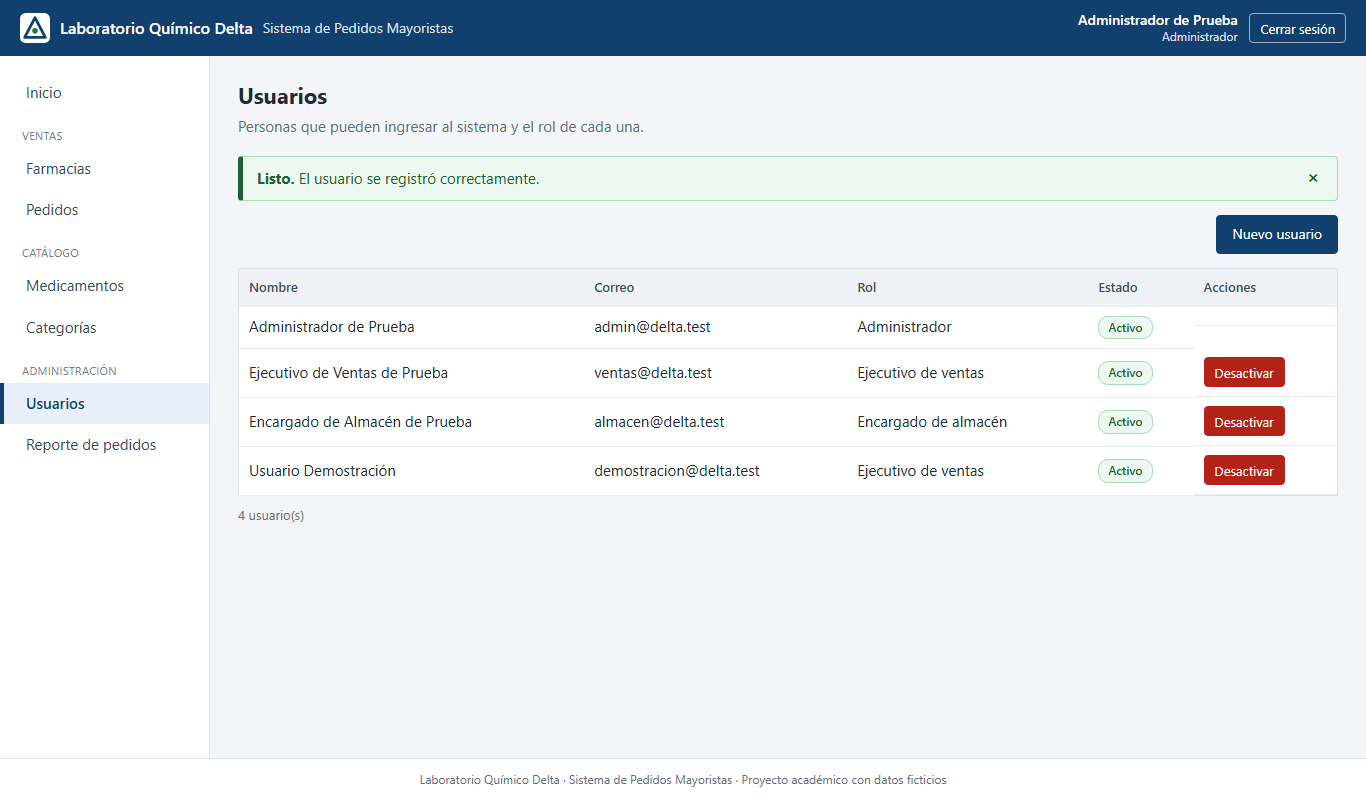 Laboratorio Químico Delta Sistema de Pedidos Mayoristas
Administrador de Prueba
Administrador
Cerrar sesión
Inicio
VENTAS
Farmacias
Pedidos
CATÁLOGO
Medicamentos
Categorías
ADMINISTRACIÓN
Usuarios
Reporte de pedidos
Usuarios
Personas que pueden ingresar al sistema y el rol de cada una.
Listo. El usuario se registró correctamente. ×
Nuevo usuario
Nombre Correo Rol Estado Acciones
Administrador de Prueba admin@delta.test Administrador Activo
Ejecutivo de Ventas de Prueba ventas@delta.test Ejecutivo de ventas Activo Desactivar
Encargado de Almacén de Prueba almacen@delta.test Encargado de almacén Activo Desactivar
Usuario Demostración demostracion@delta.test Ejecutivo de ventas Activo Desactivar
4 usuario(s)
Laboratorio Químico Delta · Sistema de Pedidos Mayoristas · Proyecto académico con datos ficticios